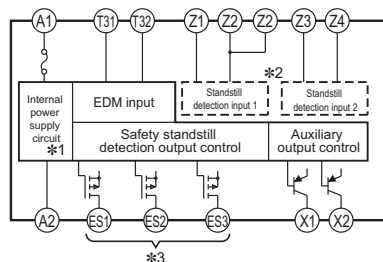 A1 T31 T32 Z1 Z2 Z2 Z3 Z4
*2
Internal
power
supply
circuit
*1
EDM input
Standstill
detection input 1
Standstill
detection input 2
Safety standstill
detection output control
Auxiliary
output control
A2 ES1 ES2 ES3 X1 X2
*3